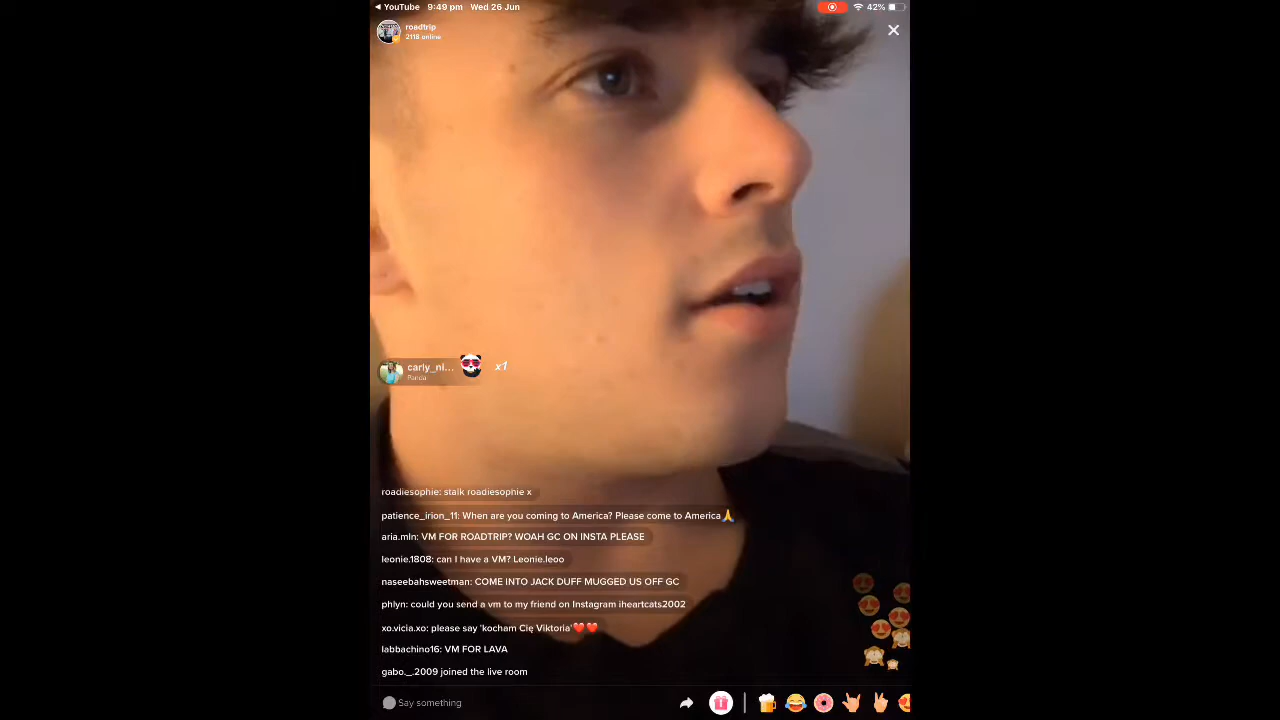 ◀ YouTube 9:49 pm Wed 26 Jun 42%
roadtrip
2118 online
carly_ni... x1
Panda
roadiesophie: stalk roadiesophie x
patience_irion_11: When are you coming to America? Please come to America🙏
aria.mln: VM FOR ROADTRIP? WOAH GC ON INSTA PLEASE
leonie.1808: can I have a VM? Leonie.leoo
naseebahsweetman: COME INTO JACK DUFF MUGGED US OFF GC
phlyn: could you send a vm to my friend on Instagram iheartcats2002
xo.vicia.xo: please say 'kocham Cię Viktoria'❤️❤️
labbachino16: VM FOR LAVA
gabo._.2009 joined the live room
Say something